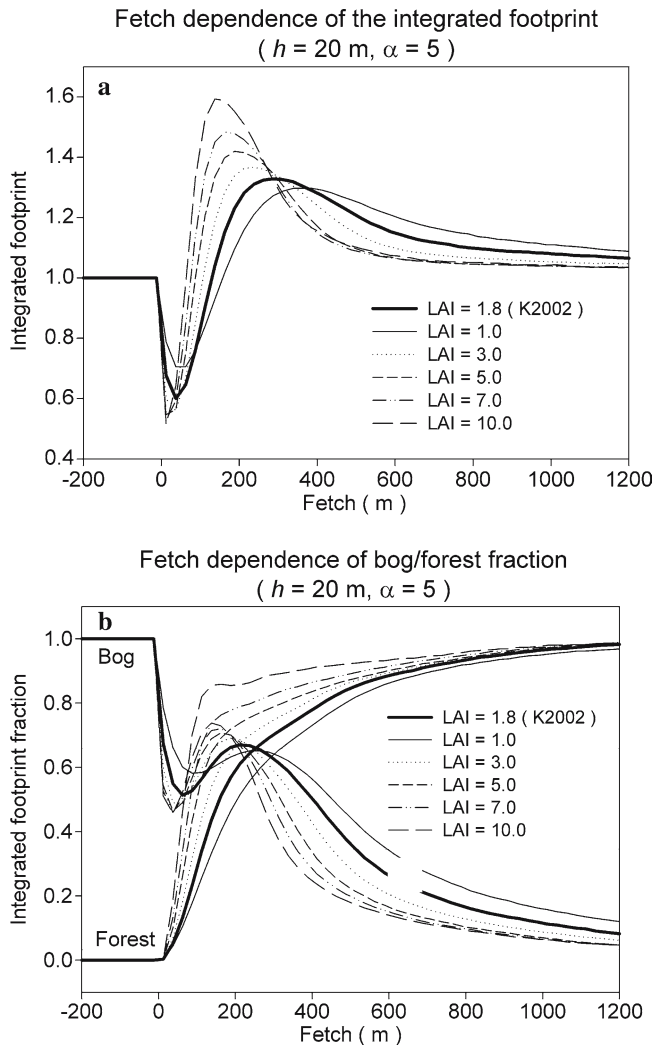 Fetch dependence of the integrated footprint
( h = 20 m, α = 5 )
a
1.6
1.4
1.2
1.0
0.8
0.6
0.4
Integrated footprint
LAI = 1.8 ( K2002 )
LAI = 1.0
LAI = 3.0
LAI = 5.0
LAI = 7.0
LAI = 10.0
-200 0 200 400 600 800 1000 1200
Fetch ( m )
Fetch dependence of bog/forest fraction
( h = 20 m, α = 5 )
b
1.0
0.8
0.6
0.4
0.2
0.0
Integrated footprint fraction
Bog
LAI = 1.8 ( K2002 )
LAI = 1.0
LAI = 3.0
LAI = 5.0
LAI = 7.0
LAI = 10.0
Forest
-200 0 200 400 600 800 1000 1200
Fetch ( m )